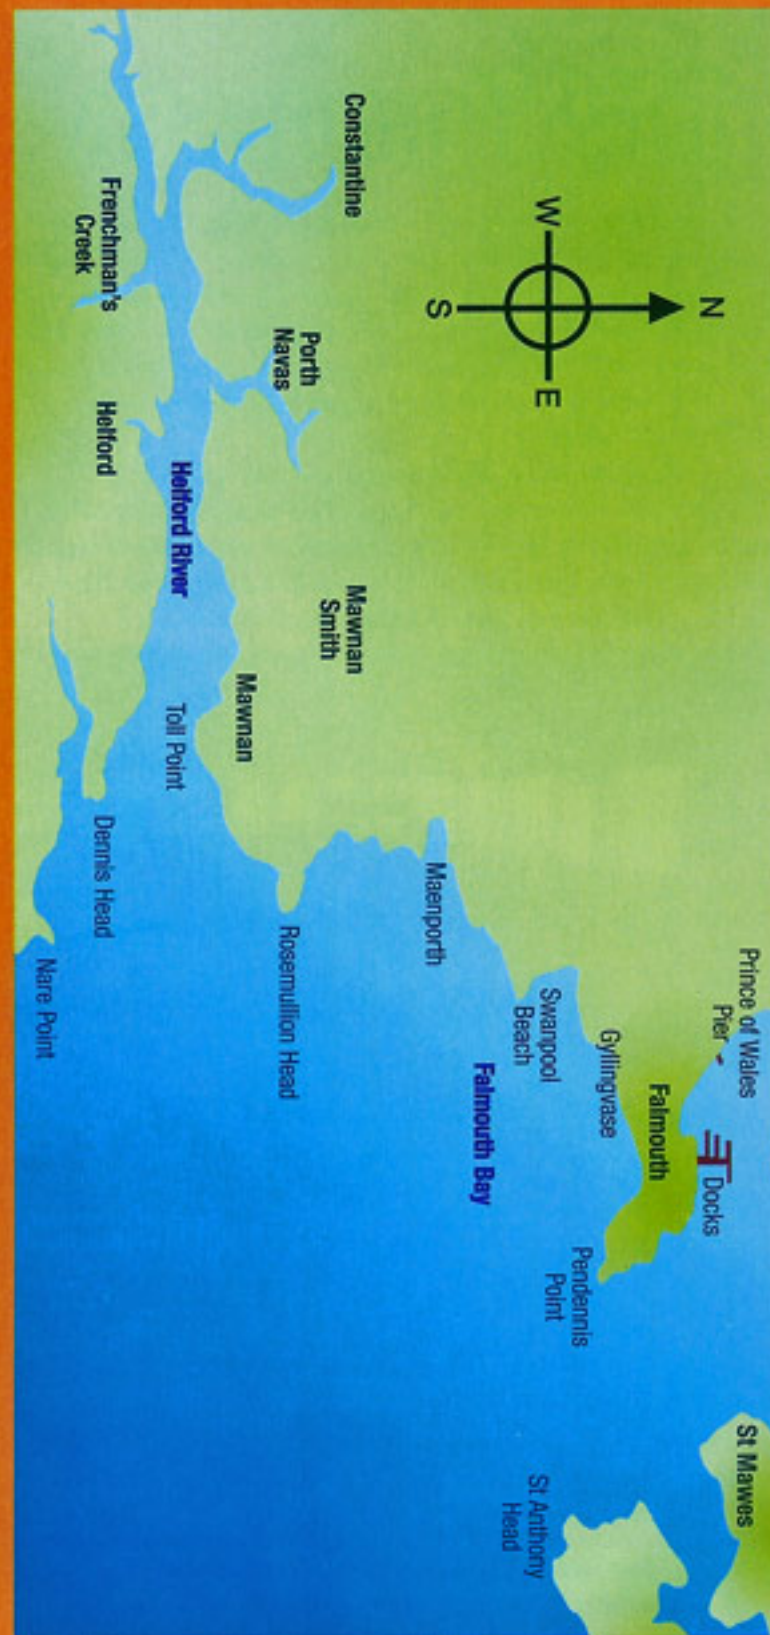 N
W
E
S
Prince of Wales
Pier
Docks
St Mawes
Falmouth
Gyllingvase
Pendennis
Point
Swanpool
Beach
St Anthony
Head
Falmouth Bay
Maenporth
Constantine
Mawnan
Smith
Porth
Navas
Rosemullion Head
Mawnan
Helford River
Toll Point
Frenchman's
Creek
Helford
Dennis Head
Nare Point